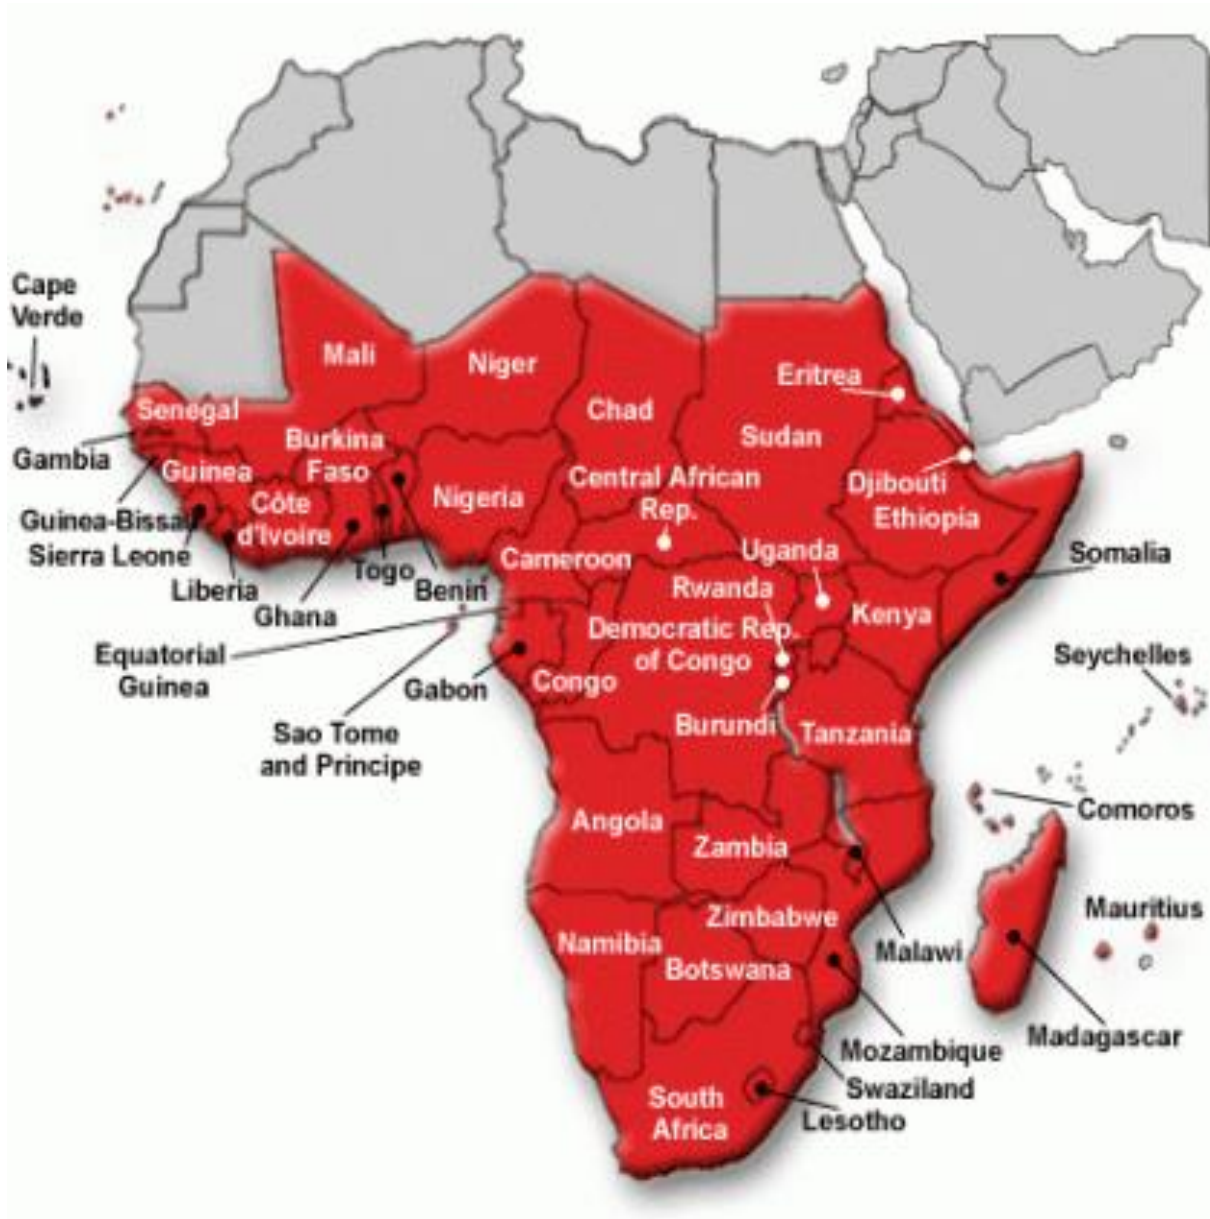 Cape
Verde
Mali
Niger
Chad
Eritrea
Sudan
Senegal
Gambia
Burkina
Faso
Guinea
Central African
Rep.
Djibouti
Nigeria
Côte
d'Ivoire
Ethiopia
Guinea-Bissau
Sierra Leone
Cameroon
Uganda
Somalia
Togo
Liberia
Benin
Rwanda
Ghana
Kenya
Democratic Rep.
of Congo
Equatorial
Guinea
Seychelles
Gabon
Congo
Burundi
Tanzania
Sao Tome
and Principe
Comoros
Angola
Zambia
Mauritius
Zimbabwe
Namibia
Malawi
Botswana
Madagascar
Mozambique
Swaziland
South
Africa
Lesotho